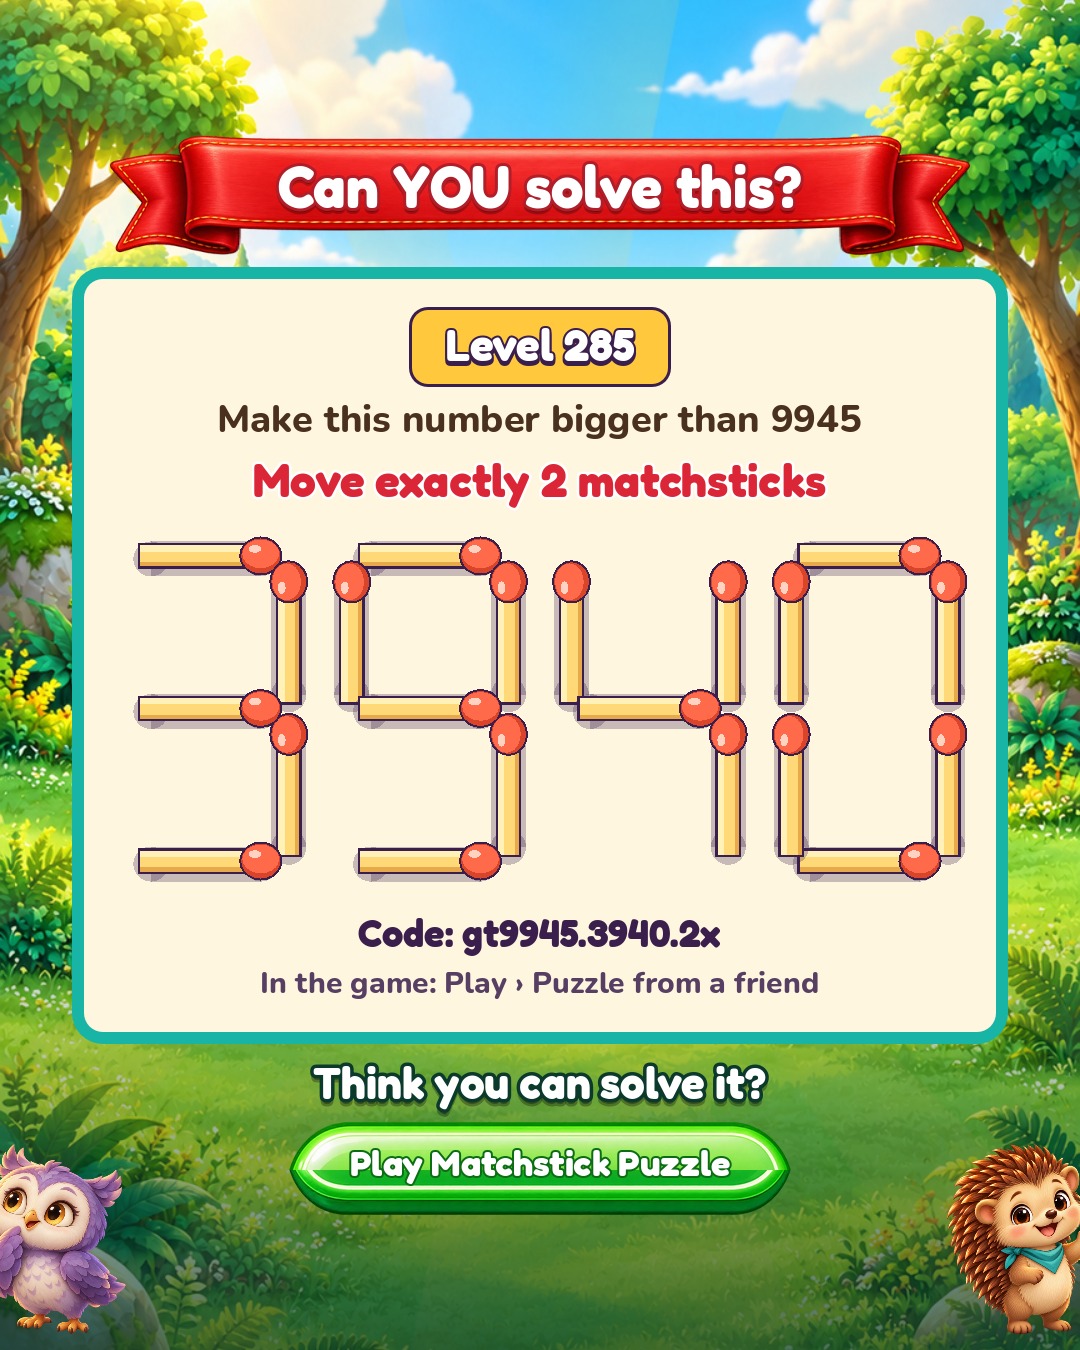 Can YOU solve this?
Level 285
Make this number bigger than 9945
Move exactly 2 matchsticks
3940
Code: gt9945.3940.2x
In the game: Play › Puzzle from a friend
Think you can solve it?
Play Matchstick Puzzle